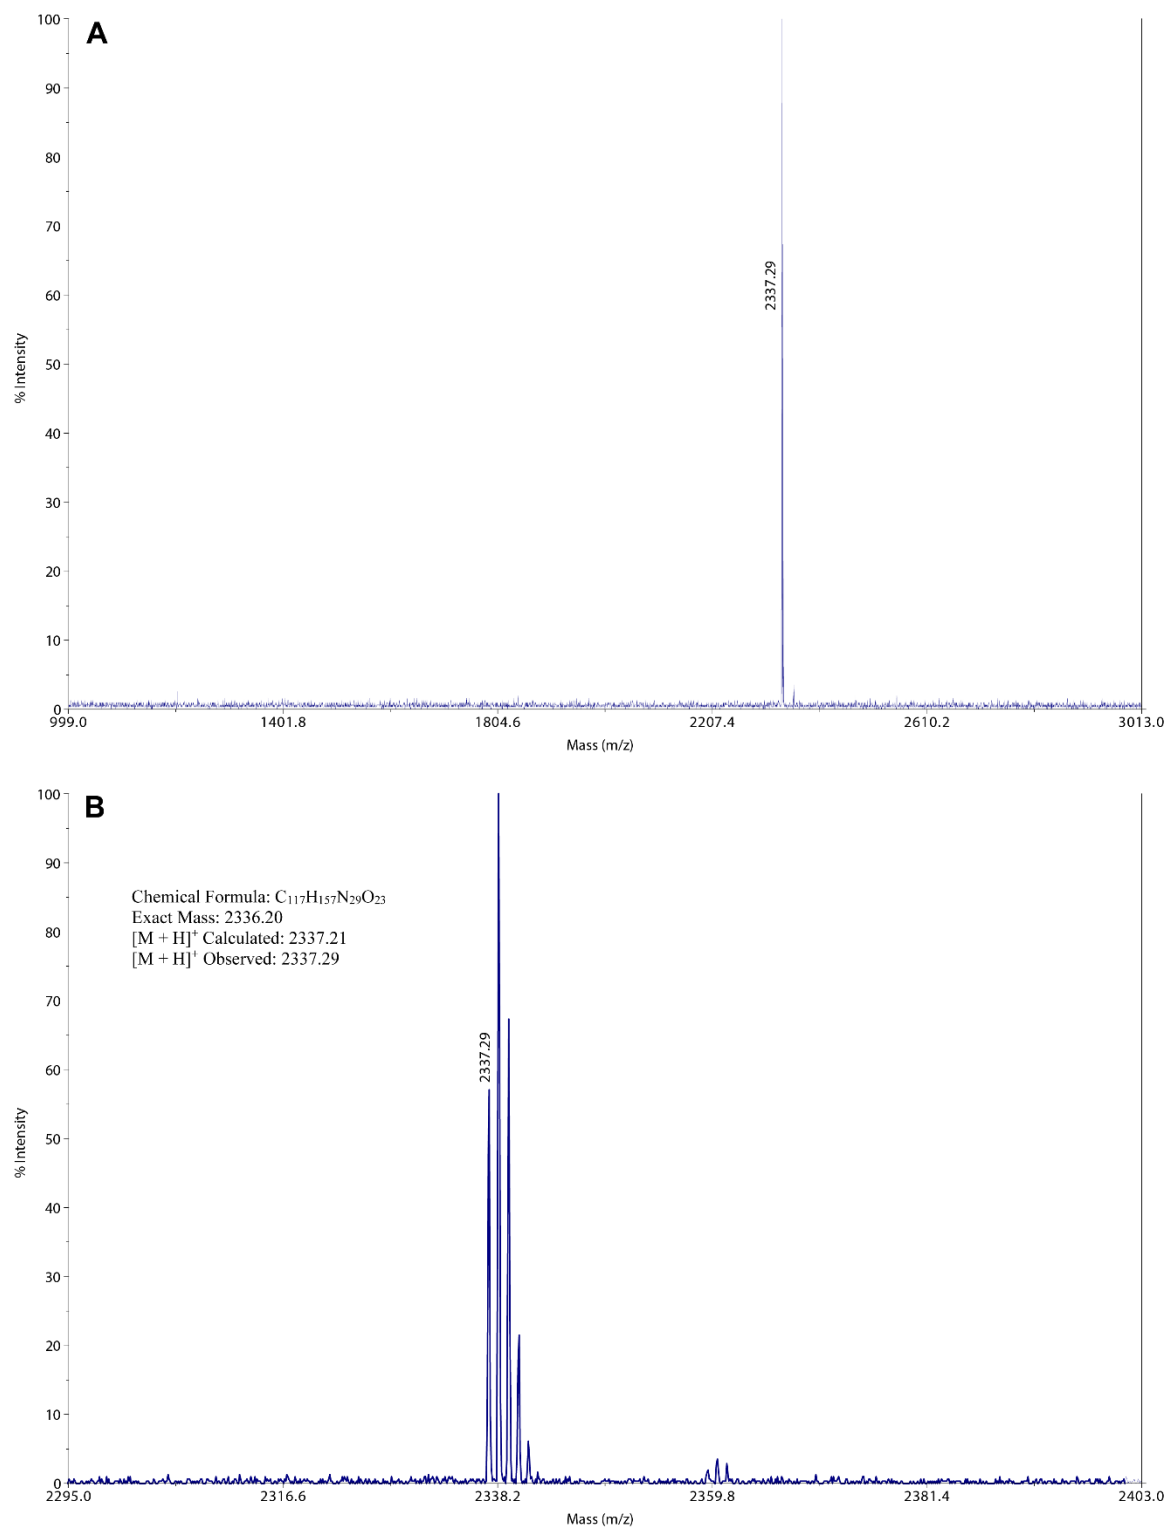 A
100
90
80
70
60
50
40
30
20
10
0
% Intensity
2337.29
999.0 1401.8 1804.6 2207.4 2610.2 3013.0
Mass (m/z)
B
100
90
80
70
60
50
40
30
20
10
0
% Intensity
Chemical Formula: C₁₁₇H₁₅₇N₂₉O₂₃
Exact Mass: 2336.20
[M + H]⁺ Calculated: 2337.21
[M + H]⁺ Observed: 2337.29
2337.29
2295.0 2316.6 2338.2 2359.8 2381.4 2403.0
Mass (m/z)